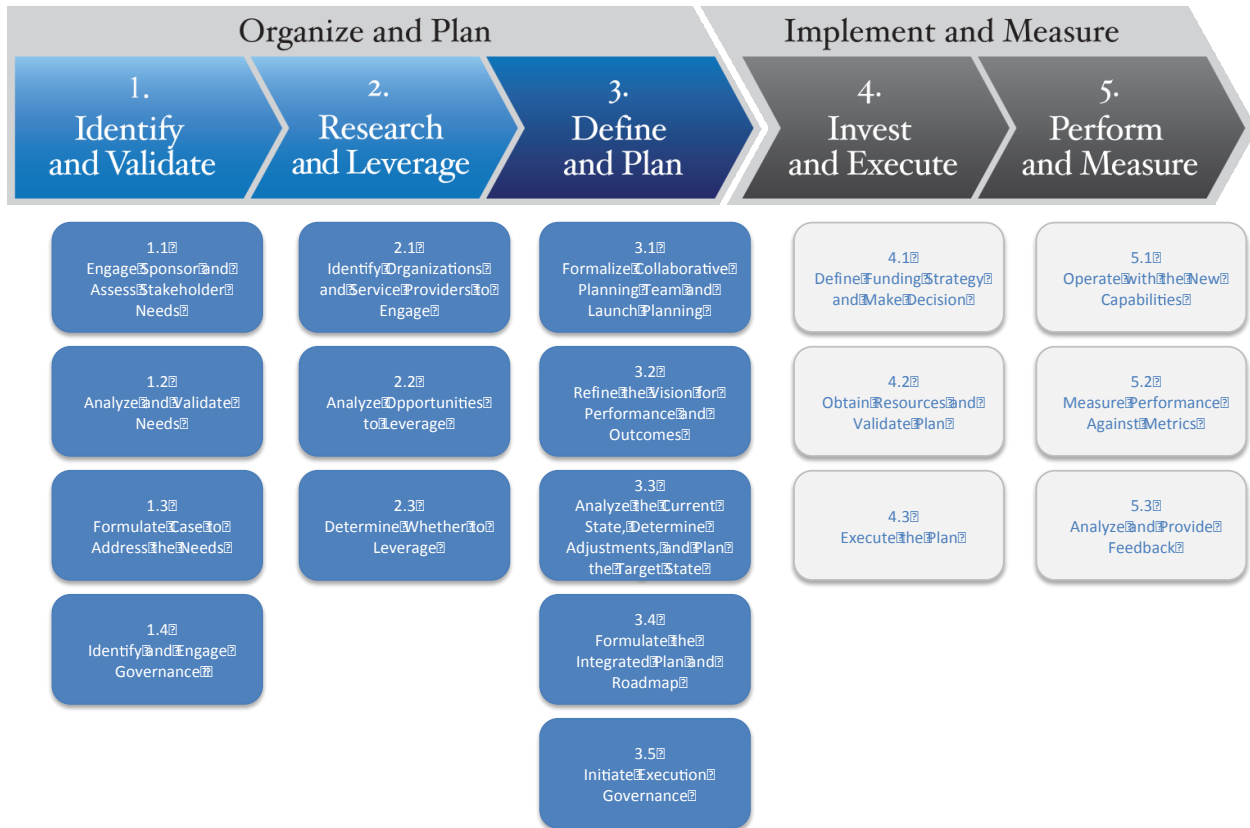 Organize and Plan
Implement and Measure
1.
Identify
and Validate
2.
Research
and Leverage
3.
Define
and Plan
4.
Invest
and Execute
5.
Perform
and Measure
1.1
Engage Sponsor and
Assess Stakeholder
Needs
1.2
Analyze and Validate
Needs
1.3
Formulate Case to
Address the Needs
1.4
Identify and Engage
Governance
2.1
Identify Organizations
and Service Providers to
Engage
2.2
Analyze Opportunities
to Leverage
2.3
Determine Whether to
Leverage
3.1
Formalize Collaborative
Planning Team and
Launch Planning
3.2
Refine the Vision for
Performance and
Outcomes
3.3
Analyze the Current
State, Determine
Adjustments, and Plan
the Target State
3.4
Formulate the
Integrated Plan and
Roadmap
3.5
Initiate Execution
Governance
4.1
Define Funding Strategy
and Make Decision
4.2
Obtain Resources and
Validate Plan
4.3
Execute the Plan
5.1
Operate with the New
Capabilities
5.2
Measure Performance
Against Metrics
5.3
Analyze and Provide
Feedback